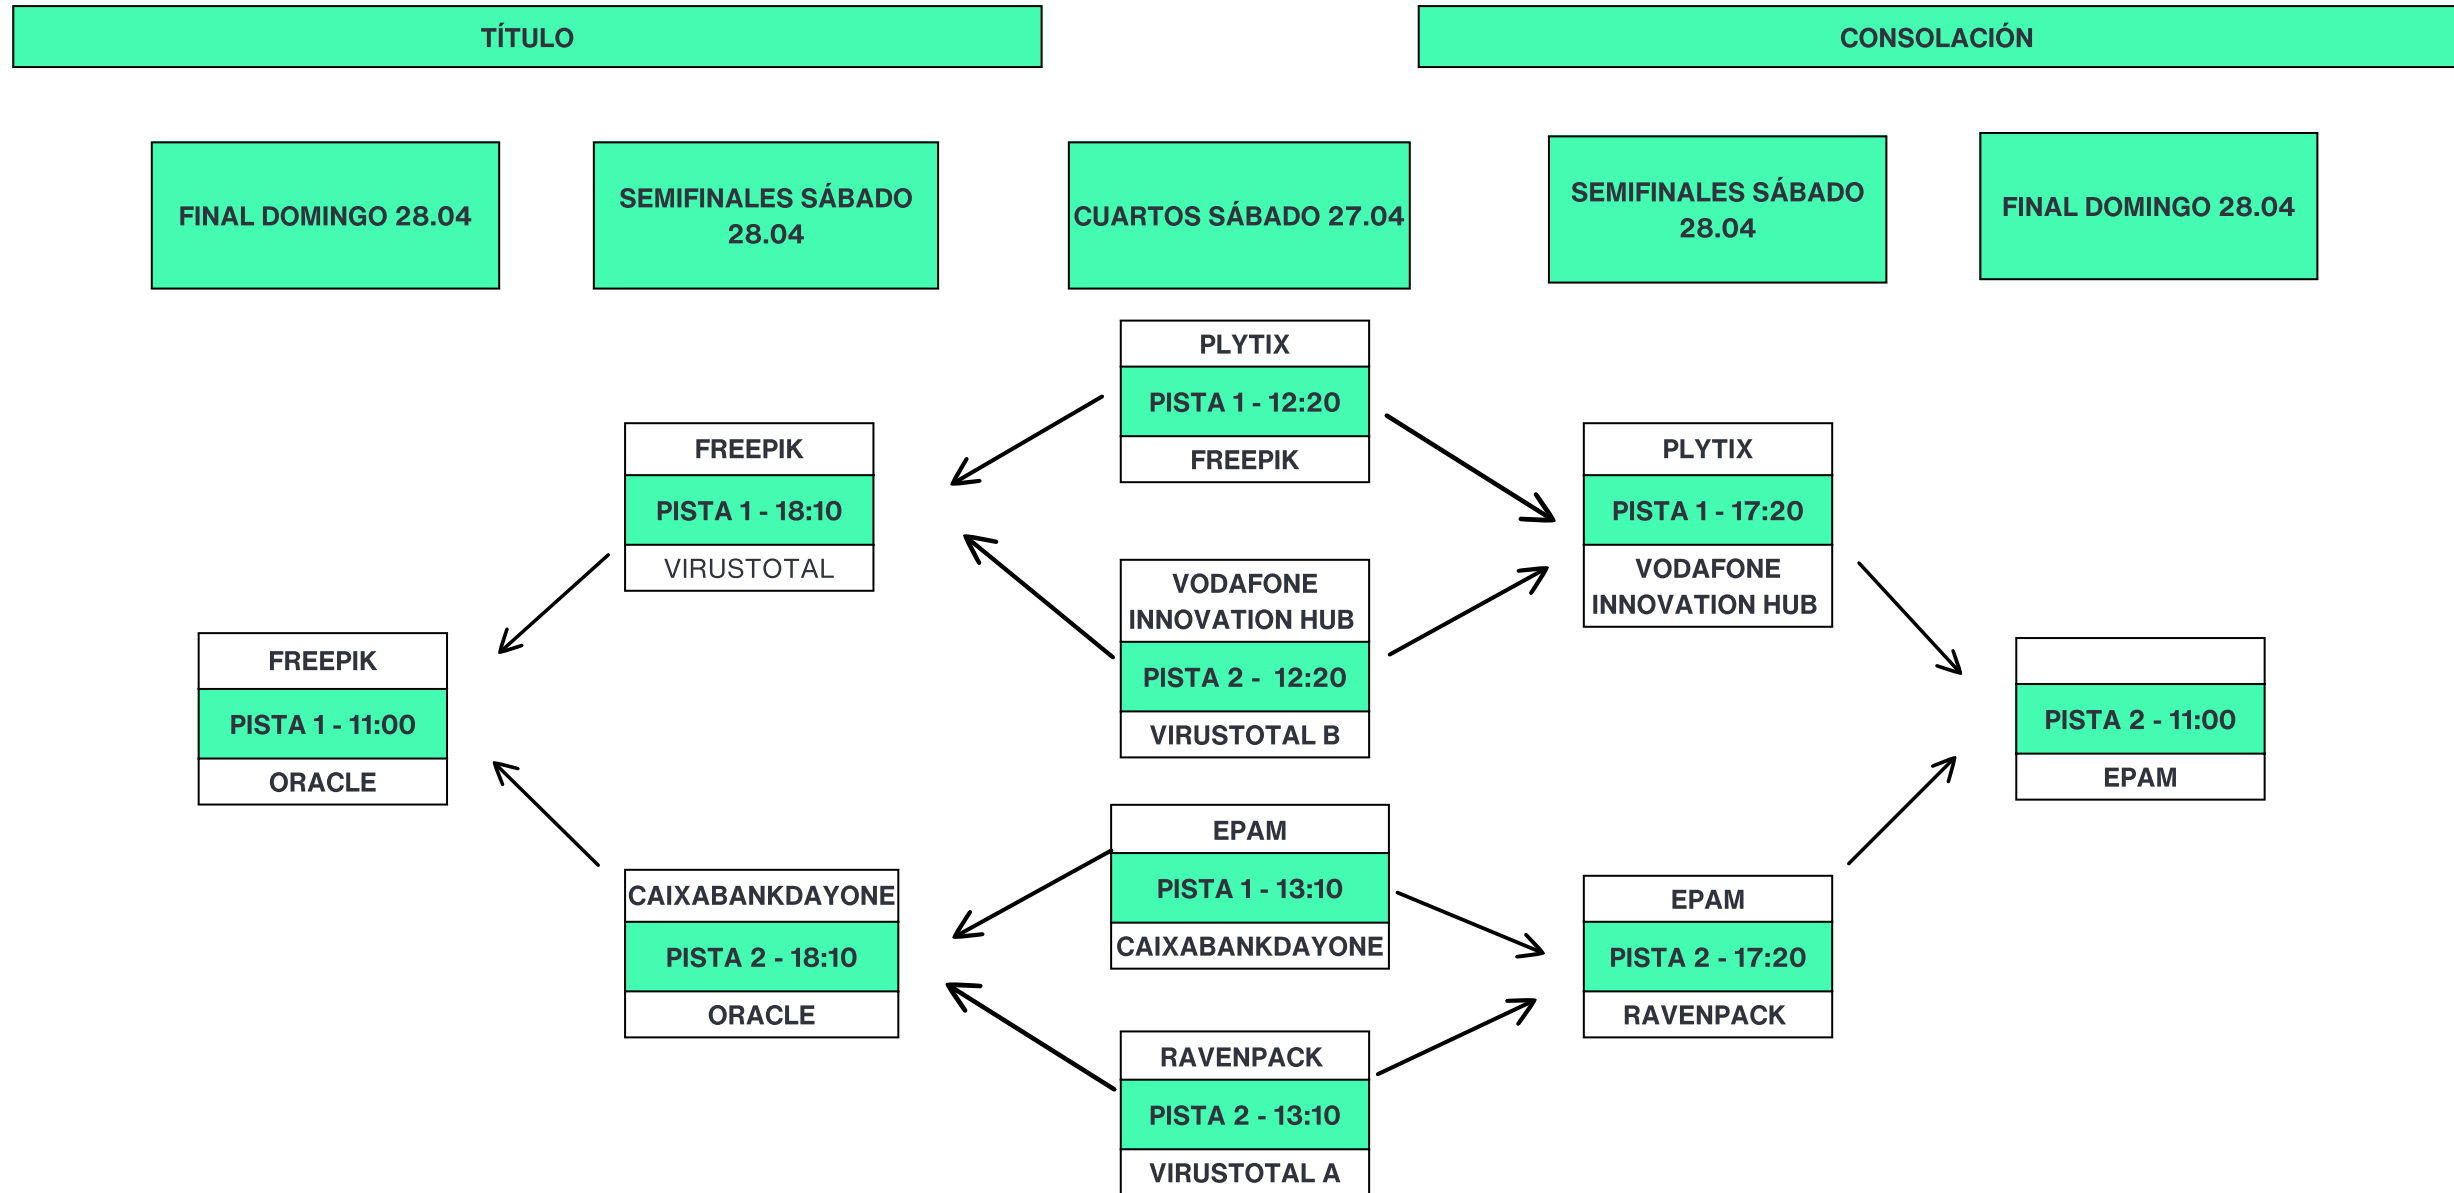 TÍTULO
CONSOLACIÓN
FINAL DOMINGO 28.04
SEMIFINALES SÁBADO
28.04
CUARTOS SÁBADO 27.04
SEMIFINALES SÁBADO
28.04
FINAL DOMINGO 28.04
PLYTIX
PISTA 1 - 12:20
FREEPIK
FREEPIK
PISTA 1 - 18:10
VIRUSTOTAL
PLYTIX
PISTA 1 - 17:20
VODAFONE
INNOVATION HUB
VODAFONE
INNOVATION HUB
PISTA 2 - 12:20
VIRUSTOTAL B
FREEPIK
PISTA 1 - 11:00
ORACLE
PISTA 2 - 11:00
EPAM
EPAM
PISTA 1 - 13:10
CAIXABANKDAYONE
CAIXABANKDAYONE
PISTA 2 - 18:10
ORACLE
EPAM
PISTA 2 - 17:20
RAVENPACK
RAVENPACK
PISTA 2 - 13:10
VIRUSTOTAL A